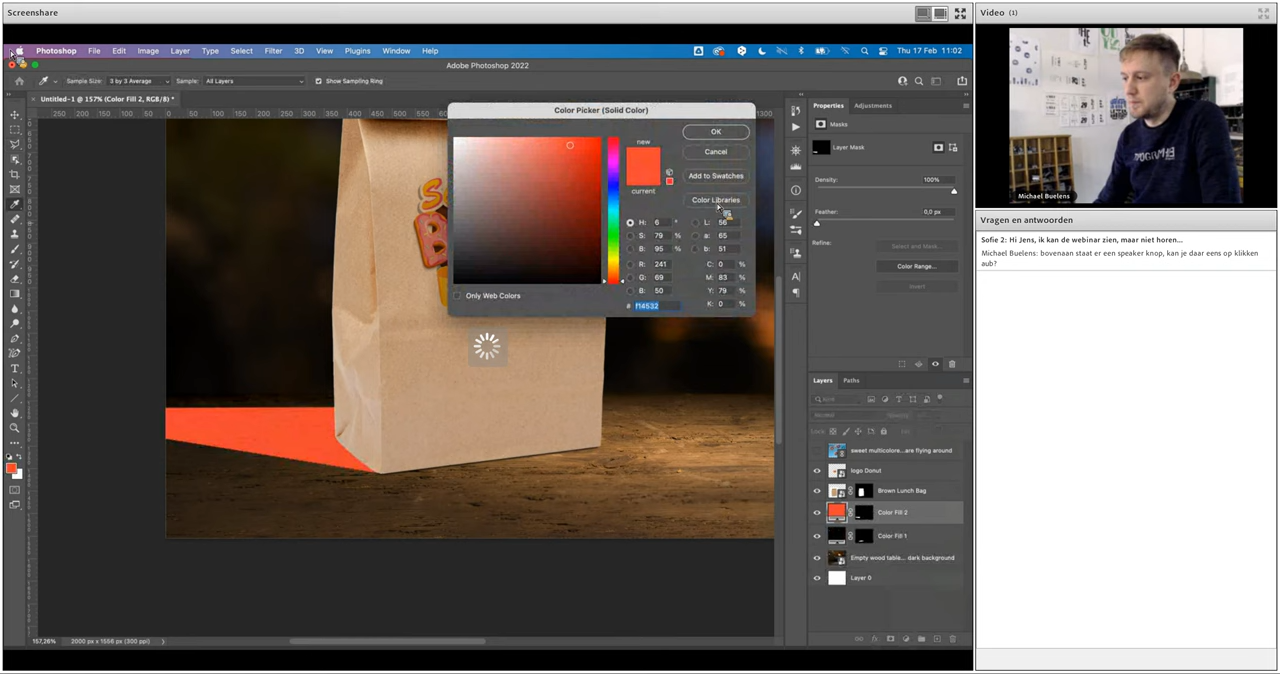 Screenshare
Photoshop File Edit Image Layer Type Select Filter 3D View Plugins Window Help
Thu 17 Feb 11:02
Adobe Photoshop 2022
Sample Size: 3 by 3 Average Sample: All Layers Show Sampling Ring
Untitled-1 @ 157% (Color Fill 2, RGB/8) *
Color Picker (Solid Color)
new
current
OK
Cancel
Add to Swatches
Color Libraries
H: 6 °
S: 79 %
B: 95 %
R: 241
G: 69
B: 50
# f14532
L: 56
a: 65
b: 51
C: 0 %
M: 83 %
Y: 79 %
K: 0 %
Only Web Colors
157,26% 2000 px x 1556 px (300 ppi)
Properties Adjustments
Masks
Layer Mask
Density: 100%
Feather: 0,0 px
Refine:
Select and Mask...
Color Range...
Invert
Layers Paths
sweet multicolore...are flying around
logo Donut
Brown Lunch Bag
Color Fill 2
Color Fill 1
Empty wood table... dark background
Layer 0
Video (1)
Michael Buelens
Vragen en antwoorden
Sofie 2: Hi Jens, ik kan de webinar zien, maar niet horen...
Michael Buelens: bovenaan staat er een speaker knop, kan je daar eens op klikken
aub?